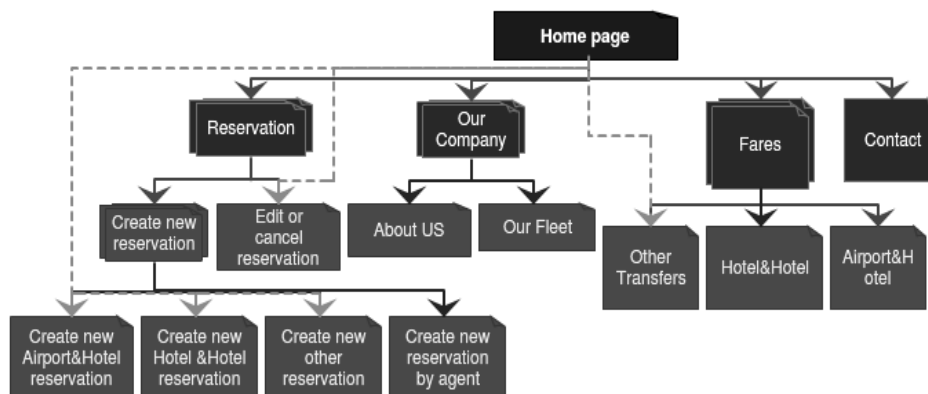 Home page
Reservation
Our
Company
Fares
Contact
Create new
reservation
Edit or
cancel
reservation
About US
Our Fleet
Other
Transfers
Hotel&Hotel
Airport&H
otel
Create new
Airport&Hotel
reservation
Create new
Hotel &Hotel
reservation
Create new
other
reservation
Create new
reservation
by agent